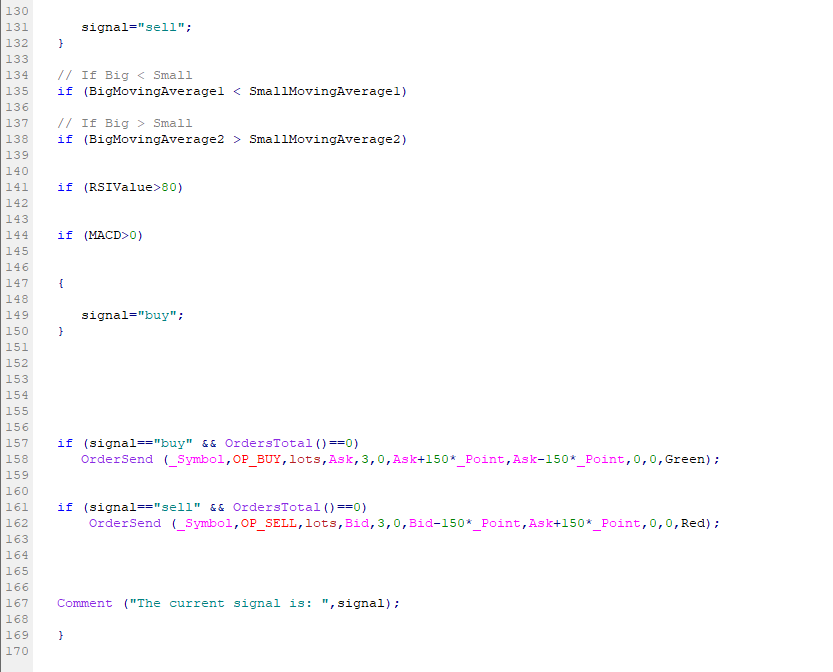 130
131 signal="sell";
132 }
133
134 // If Big < Small
135 if (BigMovingAverage1 < SmallMovingAverage1)
136
137 // If Big > Small
138 if (BigMovingAverage2 > SmallMovingAverage2)
139
140
141 if (RSIValue>80)
142
143
144 if (MACD>0)
145
146
147 {
148
149 signal="buy";
150 }
151
152
153
154
155
156
157 if (signal=="buy" && OrdersTotal()==0)
158 OrderSend (_Symbol,OP_BUY,lots,Ask,3,0,Ask+150*_Point,Ask-150*_Point,0,0,Green);
159
160
161 if (signal=="sell" && OrdersTotal()==0)
162 OrderSend (_Symbol,OP_SELL,lots,Bid,3,0,Bid-150*_Point,Ask+150*_Point,0,0,Red);
163
164
165
166
167 Comment ("The current signal is: ",signal);
168
169 }
170